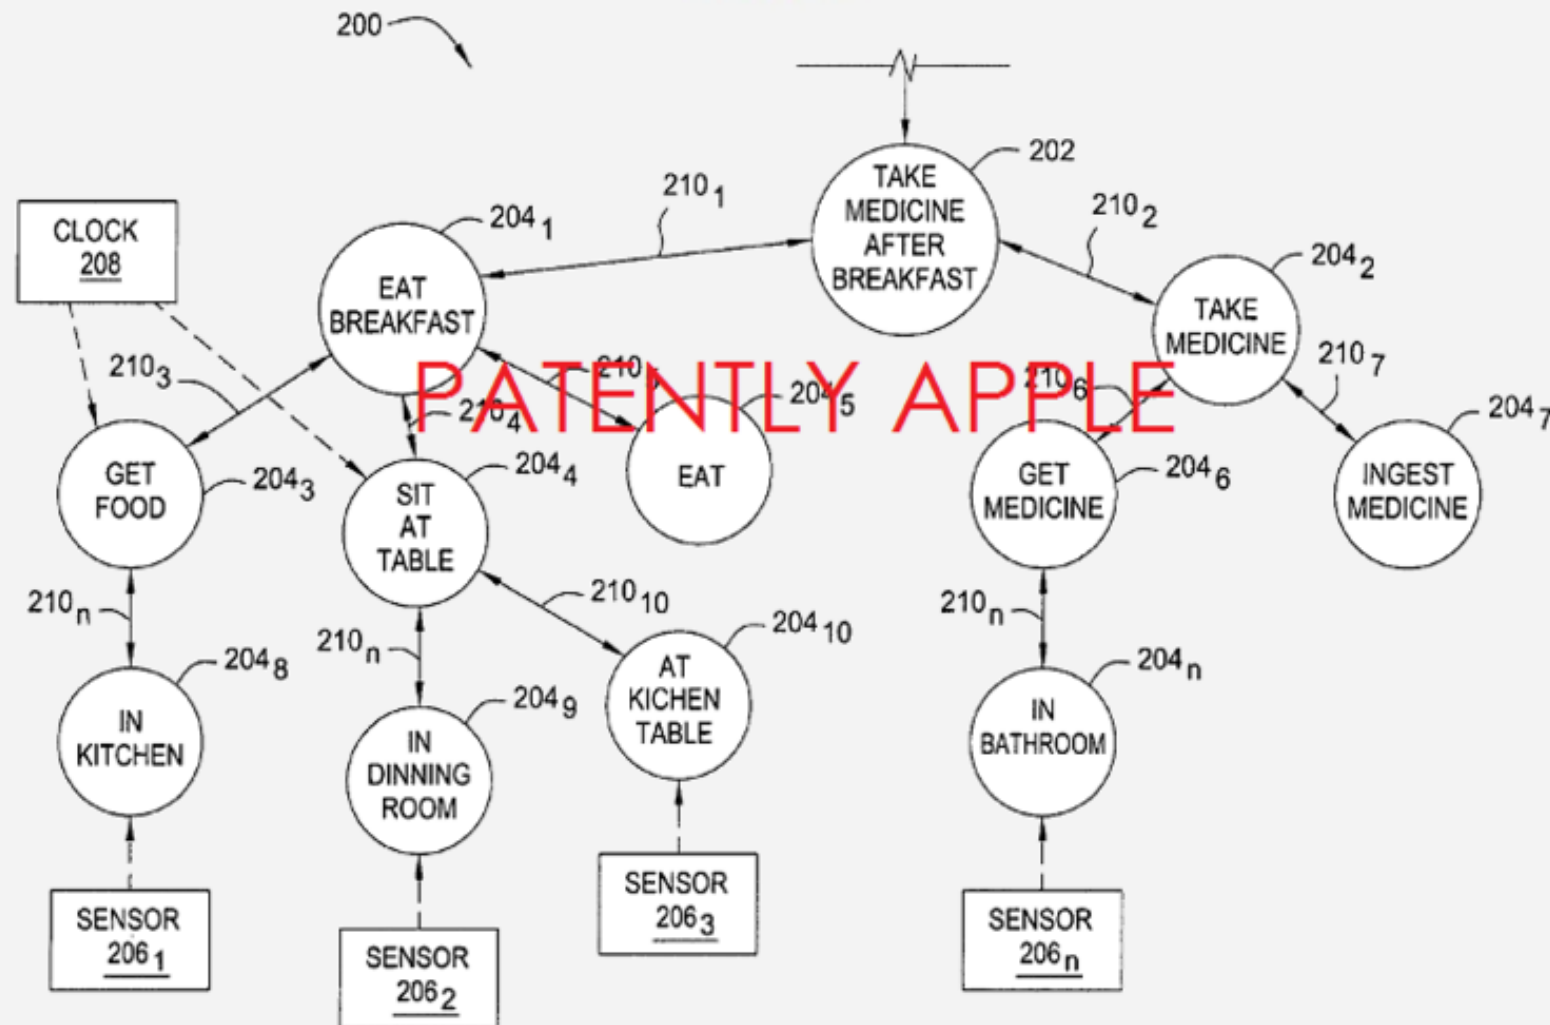 200
202
TAKE
MEDICINE
AFTER
BREAKFAST
210 1
210 2
CLOCK
208
204 1
EAT
BREAKFAST
204 2
TAKE
MEDICINE
210 3
210 4
210 5
210 6
210 7
PATENTLY APPLE
GET
FOOD
204 3
SIT
AT
TABLE
204 4
EAT
204 5
GET
MEDICINE
204 6
INGEST
MEDICINE
204 7
210 n
210 n
210 10
210 n
IN
KITCHEN
204 8
IN
DINNING
ROOM
204 9
AT
KICHEN
TABLE
204 10
IN
BATHROOM
204 n
SENSOR
206 1
SENSOR
206 2
SENSOR
206 3
SENSOR
206 n